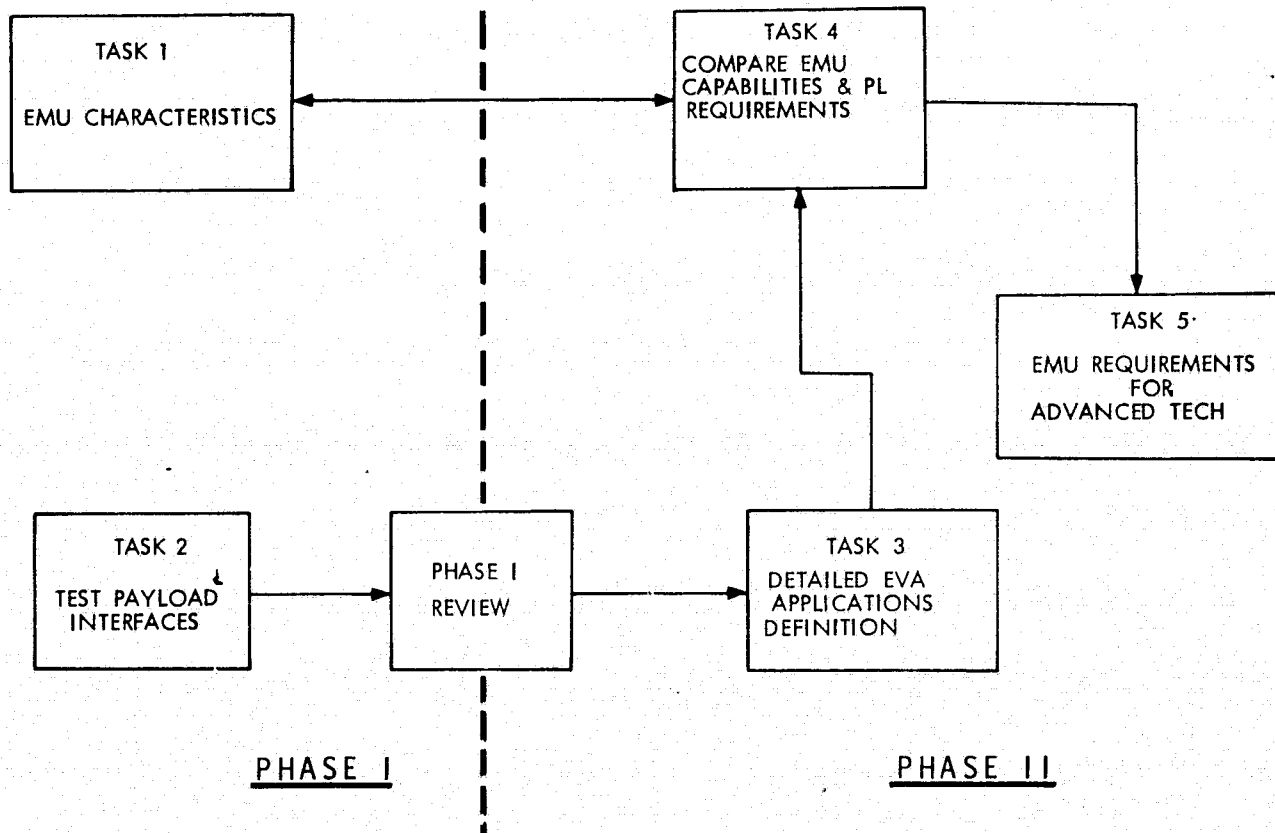 TASK 1
EMU CHARACTERISTICS
TASK 4
COMPARE EMU
CAPABILITIES & PL
REQUIREMENTS
TASK 5
EMU REQUIREMENTS
FOR
ADVANCED TECH
TASK 2
TEST PAYLOAD
INTERFACES
PHASE I
REVIEW
TASK 3
DETAILED EVA
APPLICATIONS
DEFINITION
PHASE I
PHASE II